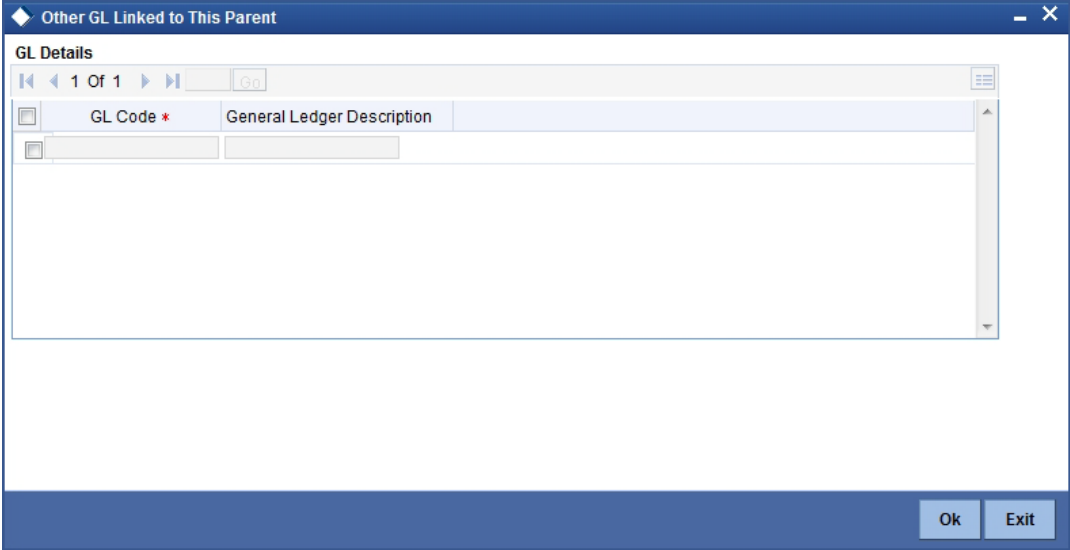 Other GL Linked to This Parent
GL Details
1 Of 1 Go
GL Code * General Ledger Description
Ok Exit